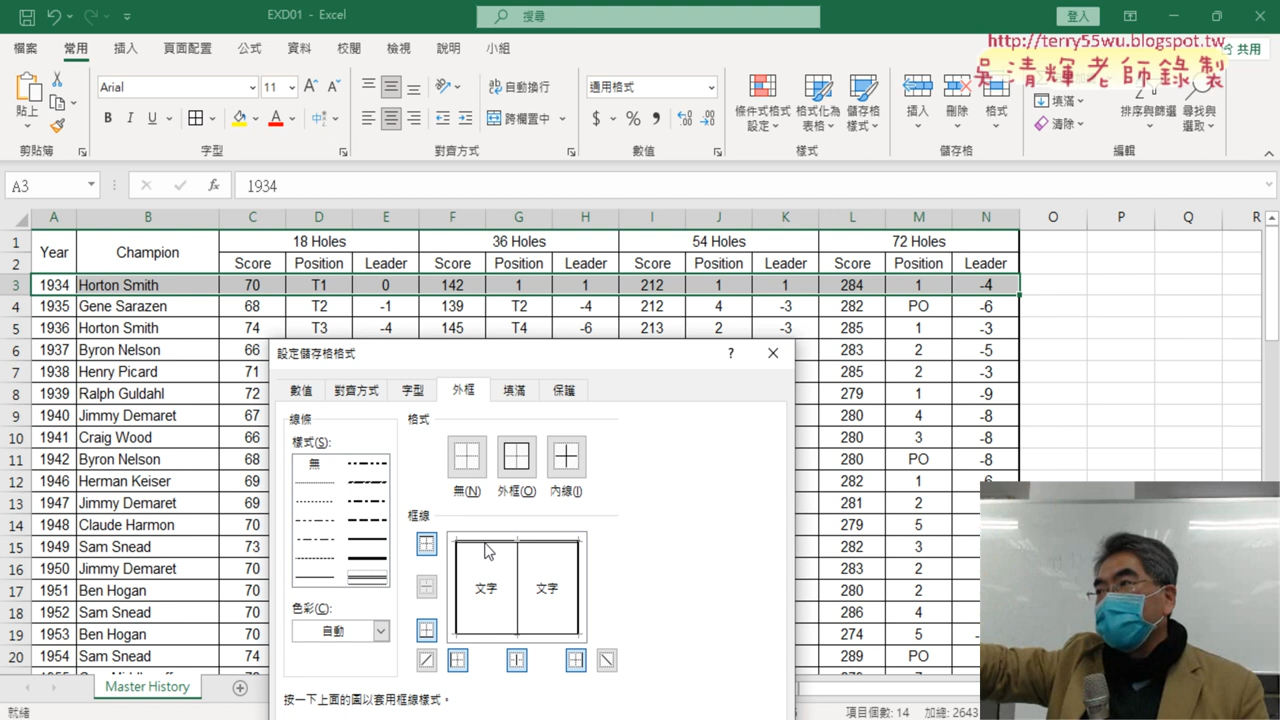 EXD01 - Excel
搜尋
登入
http://terry55wu.blogspot.tw
吳清輝老師錄製
共用
檔案 常用 插入 頁面配置 公式 資料 校閱 檢視 說明 小組
Arial 11 自動換行 通用格式
貼上 B I U 跨欄置中 $ % 條件式格式設定 格式化為表格 儲存格樣式 插入 刪除 格式 填滿 清除 排序與篩選 尋找與選取
剪貼簿 字型 對齊方式 數值 樣式 儲存格 編輯
A3 fx 1934
A B C D E F G H I J K L M N O P Q R
1 Year Champion 18 Holes 36 Holes 54 Holes 72 Holes
2 Score Position Leader Score Position Leader Score Position Leader Score Position Leader
3 1934 Horton Smith 70 T1 0 142 1 1 212 1 1 284 1 -4
4 1935 Gene Sarazen 68 T2 -1 139 T2 -4 212 4 -3 282 PO -6
5 1936 Horton Smith 74 T3 -4 145 T4 -6 213 2 -3 285 1 -3
6 1937 Byron Nelson 66 283 2 -5
7 1938 Henry Picard 71 285 2 -3
8 1939 Ralph Guldahl 72 279 1 -9
9 1940 Jimmy Demaret 67 280 4 -8
10 1941 Craig Wood 66 280 3 -8
11 1942 Byron Nelson 68 280 PO -8
12 1946 Herman Keiser 69 282 1 -6
13 1947 Jimmy Demaret 69 281 2
14 1948 Claude Harmon 70 279 5
15 1949 Sam Snead 73 282 3
16 1950 Jimmy Demaret 70 283 2
17 1951 Ben Hogan 70 280 2
18 1952 Sam Snead 70 286 4
19 1953 Ben Hogan 70 274 5
20 1954 Sam Snead 74 289 PO
設定儲存格格式 ?
數值 對齊方式 字型 外框 填滿 保護
線條
樣式(S):
無
色彩(C):
自動
格式
無(N) 外框(O) 內線(I)
框線
文字 文字
按一下上面的圖以套用框線樣式。
Master History
就緒
項目個數: 14 加總: 2643